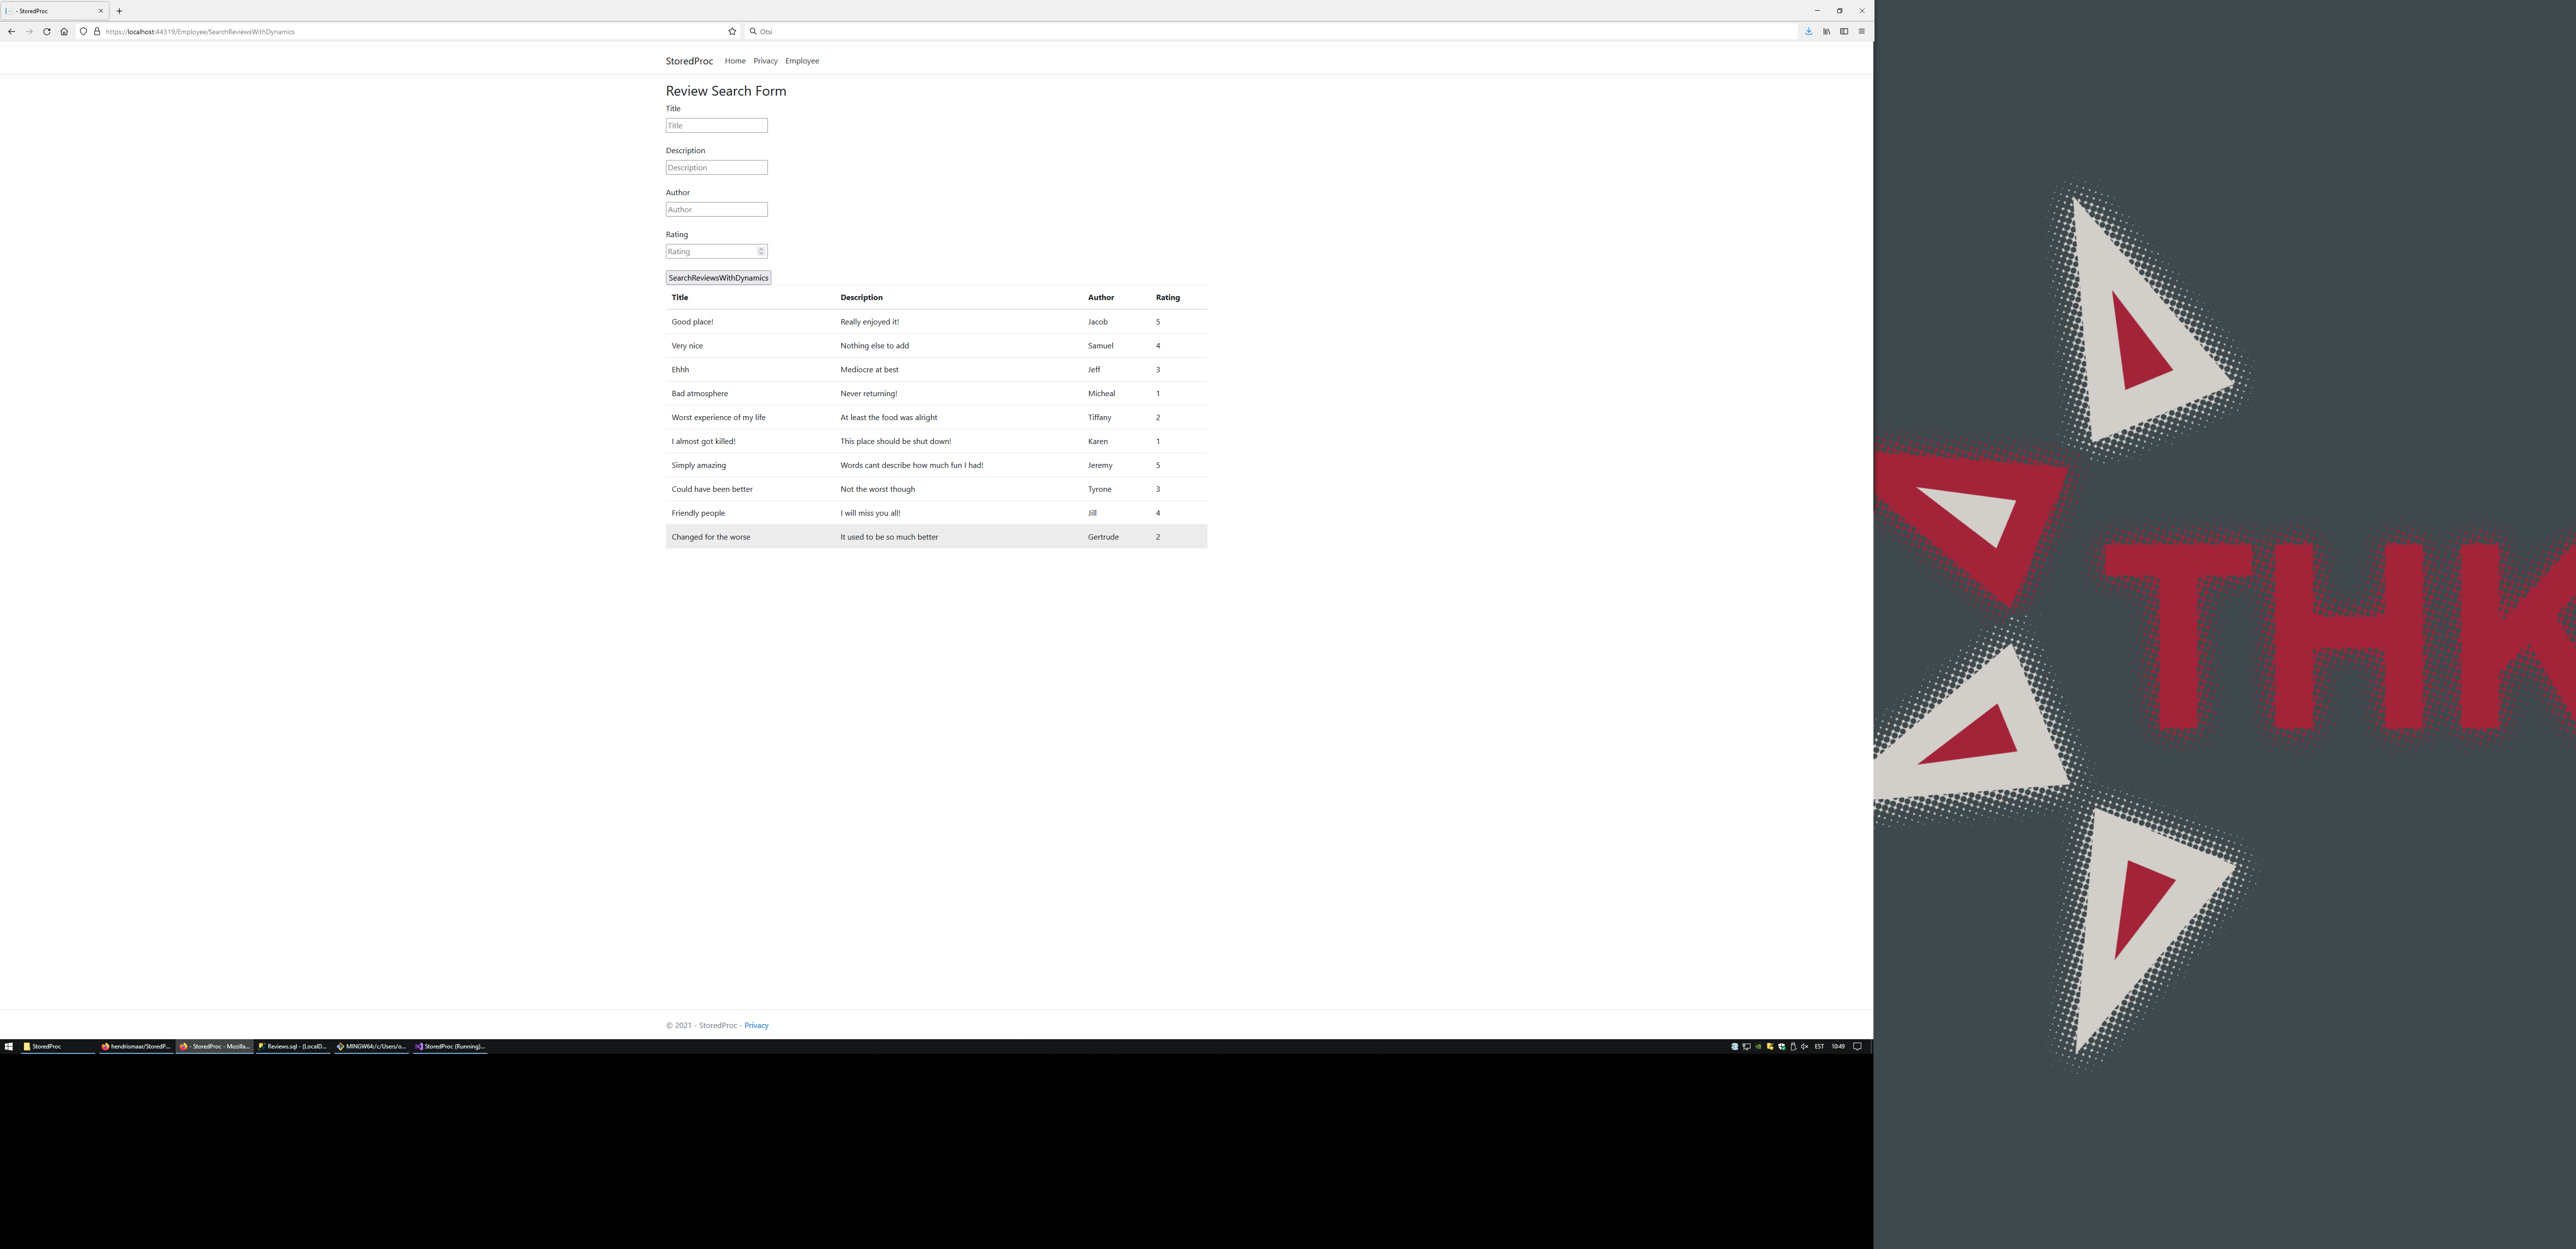 - StoredProc
https://localhost:44319/Employee/SearchReviewsWithDynamics
Otsi
StoredProc Home Privacy Employee
Review Search Form
Title
Title
Description
Description
Author
Author
Rating
Rating
SearchReviewsWithDynamics
Title Description Author Rating
Good place! Really enjoyed it! Jacob 5
Very nice Nothing else to add Samuel 4
Ehhh Mediocre at best Jeff 3
Bad atmosphere Never returning! Micheal 1
Worst experience of my life At least the food was alright Tiffany 2
I almost got killed! This place should be shut down! Karen 1
Simply amazing Words cant describe how much fun I had! Jeremy 5
Could have been better Not the worst though Tyrone 3
Friendly people I will miss you all! Jill 4
Changed for the worse It used to be so much better Gertrude 2
THK
© 2021 - StoredProc - Privacy
StoredProc hendrismaar/StoredP... - StoredProc - Mozilla... Reviews.sql - (LocalD... MINGW64:/c/Users/o... StoredProc (Running)... EST 10:49